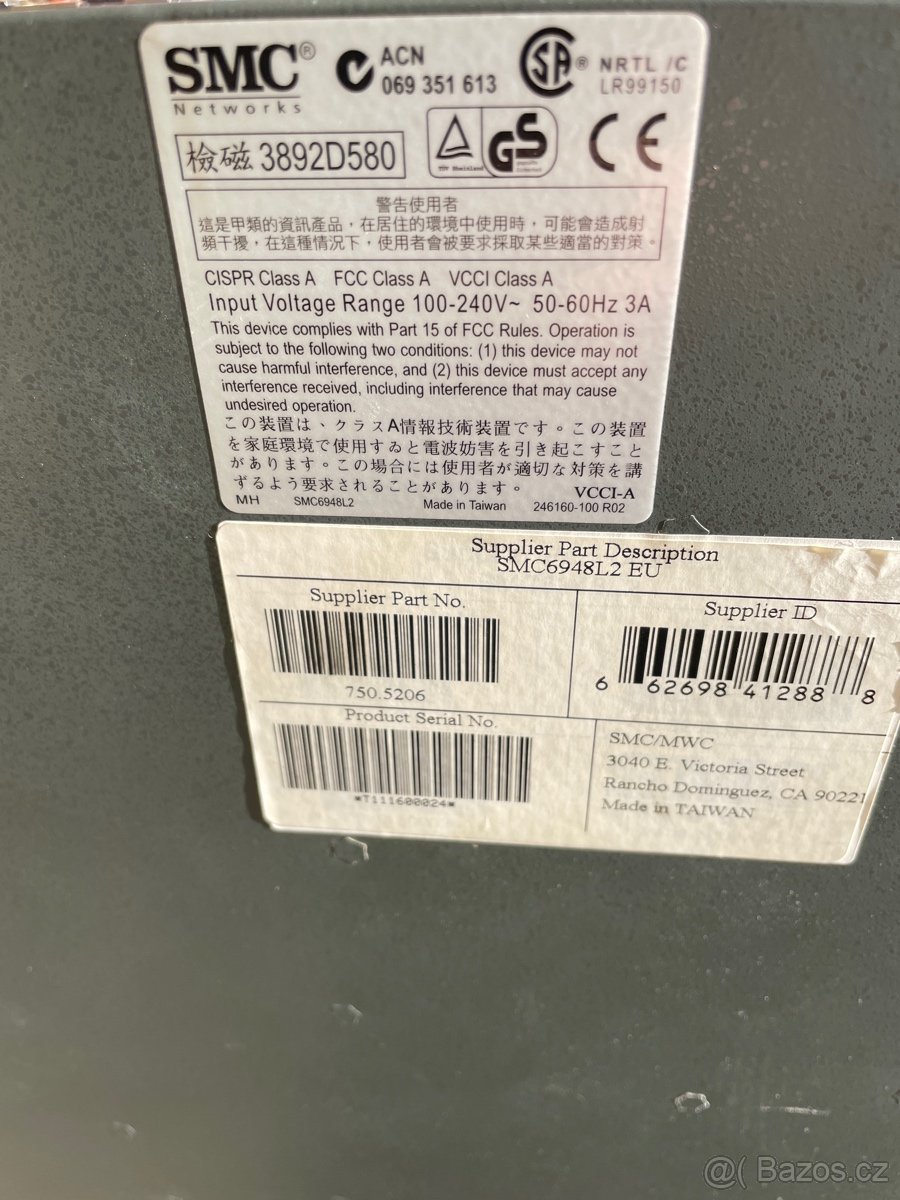 SMC®
Networks
ACN
069 351 613
SA® NRTL /C
LR99150
檢磁 3892D580
TÜV Rheinland
GS
geprüfte
Sicherheit
CE
警告使用者
這是甲類的資訊產品，在居住的環境中使用時，可能會造成射
頻干擾，在這種情況下，使用者會被要求採取某些適當的對策。
CISPR Class A FCC Class A VCCI Class A
Input Voltage Range 100-240V~ 50-60Hz 3A
This device complies with Part 15 of FCC Rules. Operation is
subject to the following two conditions: (1) this device may not
cause harmful interference, and (2) this device must accept any
interference received, including interference that may cause
undesired operation.
この装置は、クラスA情報技術装置です。この装置
を家庭環境で使用すゐと電波妨害を引き起こすこと
があります。この場合には使用者が適切な対策を講
ずるよう要求されることがあります。
VCCI-A
MH SMC6948L2 Made in Taiwan 246160-100 R02
Supplier Part Description
SMC6948L2 EU
Supplier Part No.
750.5206
Supplier ID
6 62698 41288 8
Product Serial No.
*T111600024*
SMC/MWC
3040 E. Victoria Street
Rancho Dominguez, CA 90221
Made in TAIWAN
@( Bazos.cz